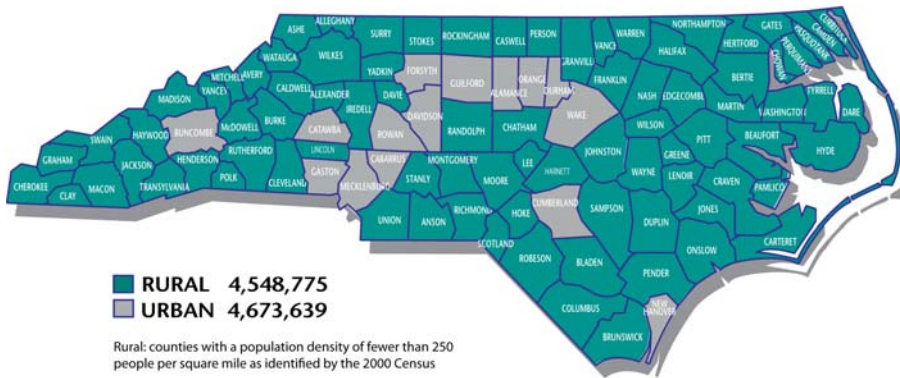 ALLEGHANY
ASHE
SURRY
STOKES
ROCKINGHAM
CASWELL
PERSON
VANCE
WARREN
NORTHAMPTON
GATES
CURRITUCK
CAMDEN
PASQUOTANK
PERQUIMANS
CHOWAN
HERTFORD
HALIFAX
GRANVILLE
WATAUGA
WILKES
YADKIN
FORSYTH
GUILFORD
ALAMANCE
ORANGE
DURHAM
FRANKLIN
BERTIE
MITCHELL
AVERY
CALDWELL
ALEXANDER
DAVIE
IREDELL
DAVIDSON
RANDOLPH
CHATHAM
WAKE
NASH
EDGECOMBE
MARTIN
WASHINGTON
TYRRELL
DARE
MADISON
YANCEY
BURKE
McDOWELL
BUNCOMBE
HAYWOOD
SWAIN
CATAWBA
ROWAN
WILSON
PITT
BEAUFORT
HYDE
GRAHAM
JACKSON
HENDERSON
RUTHERFORD
LINCOLN
CABARRUS
MONTGOMERY
LEE
HARNETT
JOHNSTON
GREENE
WAYNE
LENOIR
CRAVEN
PAMLICO
CHEROKEE
CLAY
MACON
TRANSYLVANIA
POLK
CLEVELAND
GASTON
MECKLENBURG
STANLY
MOORE
CUMBERLAND
SAMPSON
DUPLIN
JONES
CARTERET
UNION
ANSON
RICHMOND
HOKE
SCOTLAND
ROBESON
BLADEN
PENDER
ONSLOW
COLUMBUS
BRUNSWICK
NEW
HANOVER
RURAL 4,548,775
URBAN 4,673,639
Rural: counties with a population density of fewer than 250
people per square mile as identified by the 2000 Census